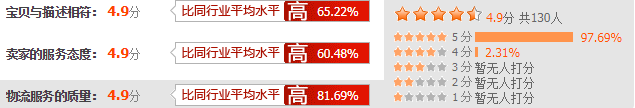 宝贝与描述相符： 4.9分 比同行业平均水平 高 65.22%
卖家的服务态度： 4.9分 比同行业平均水平 高 60.48%
物流服务的质量： 4.9分 比同行业平均水平 高 81.69%
4.9分 共130人
5分 97.69%
4分 2.31%
3分 暂无人打分
2分 暂无人打分
1分 暂无人打分